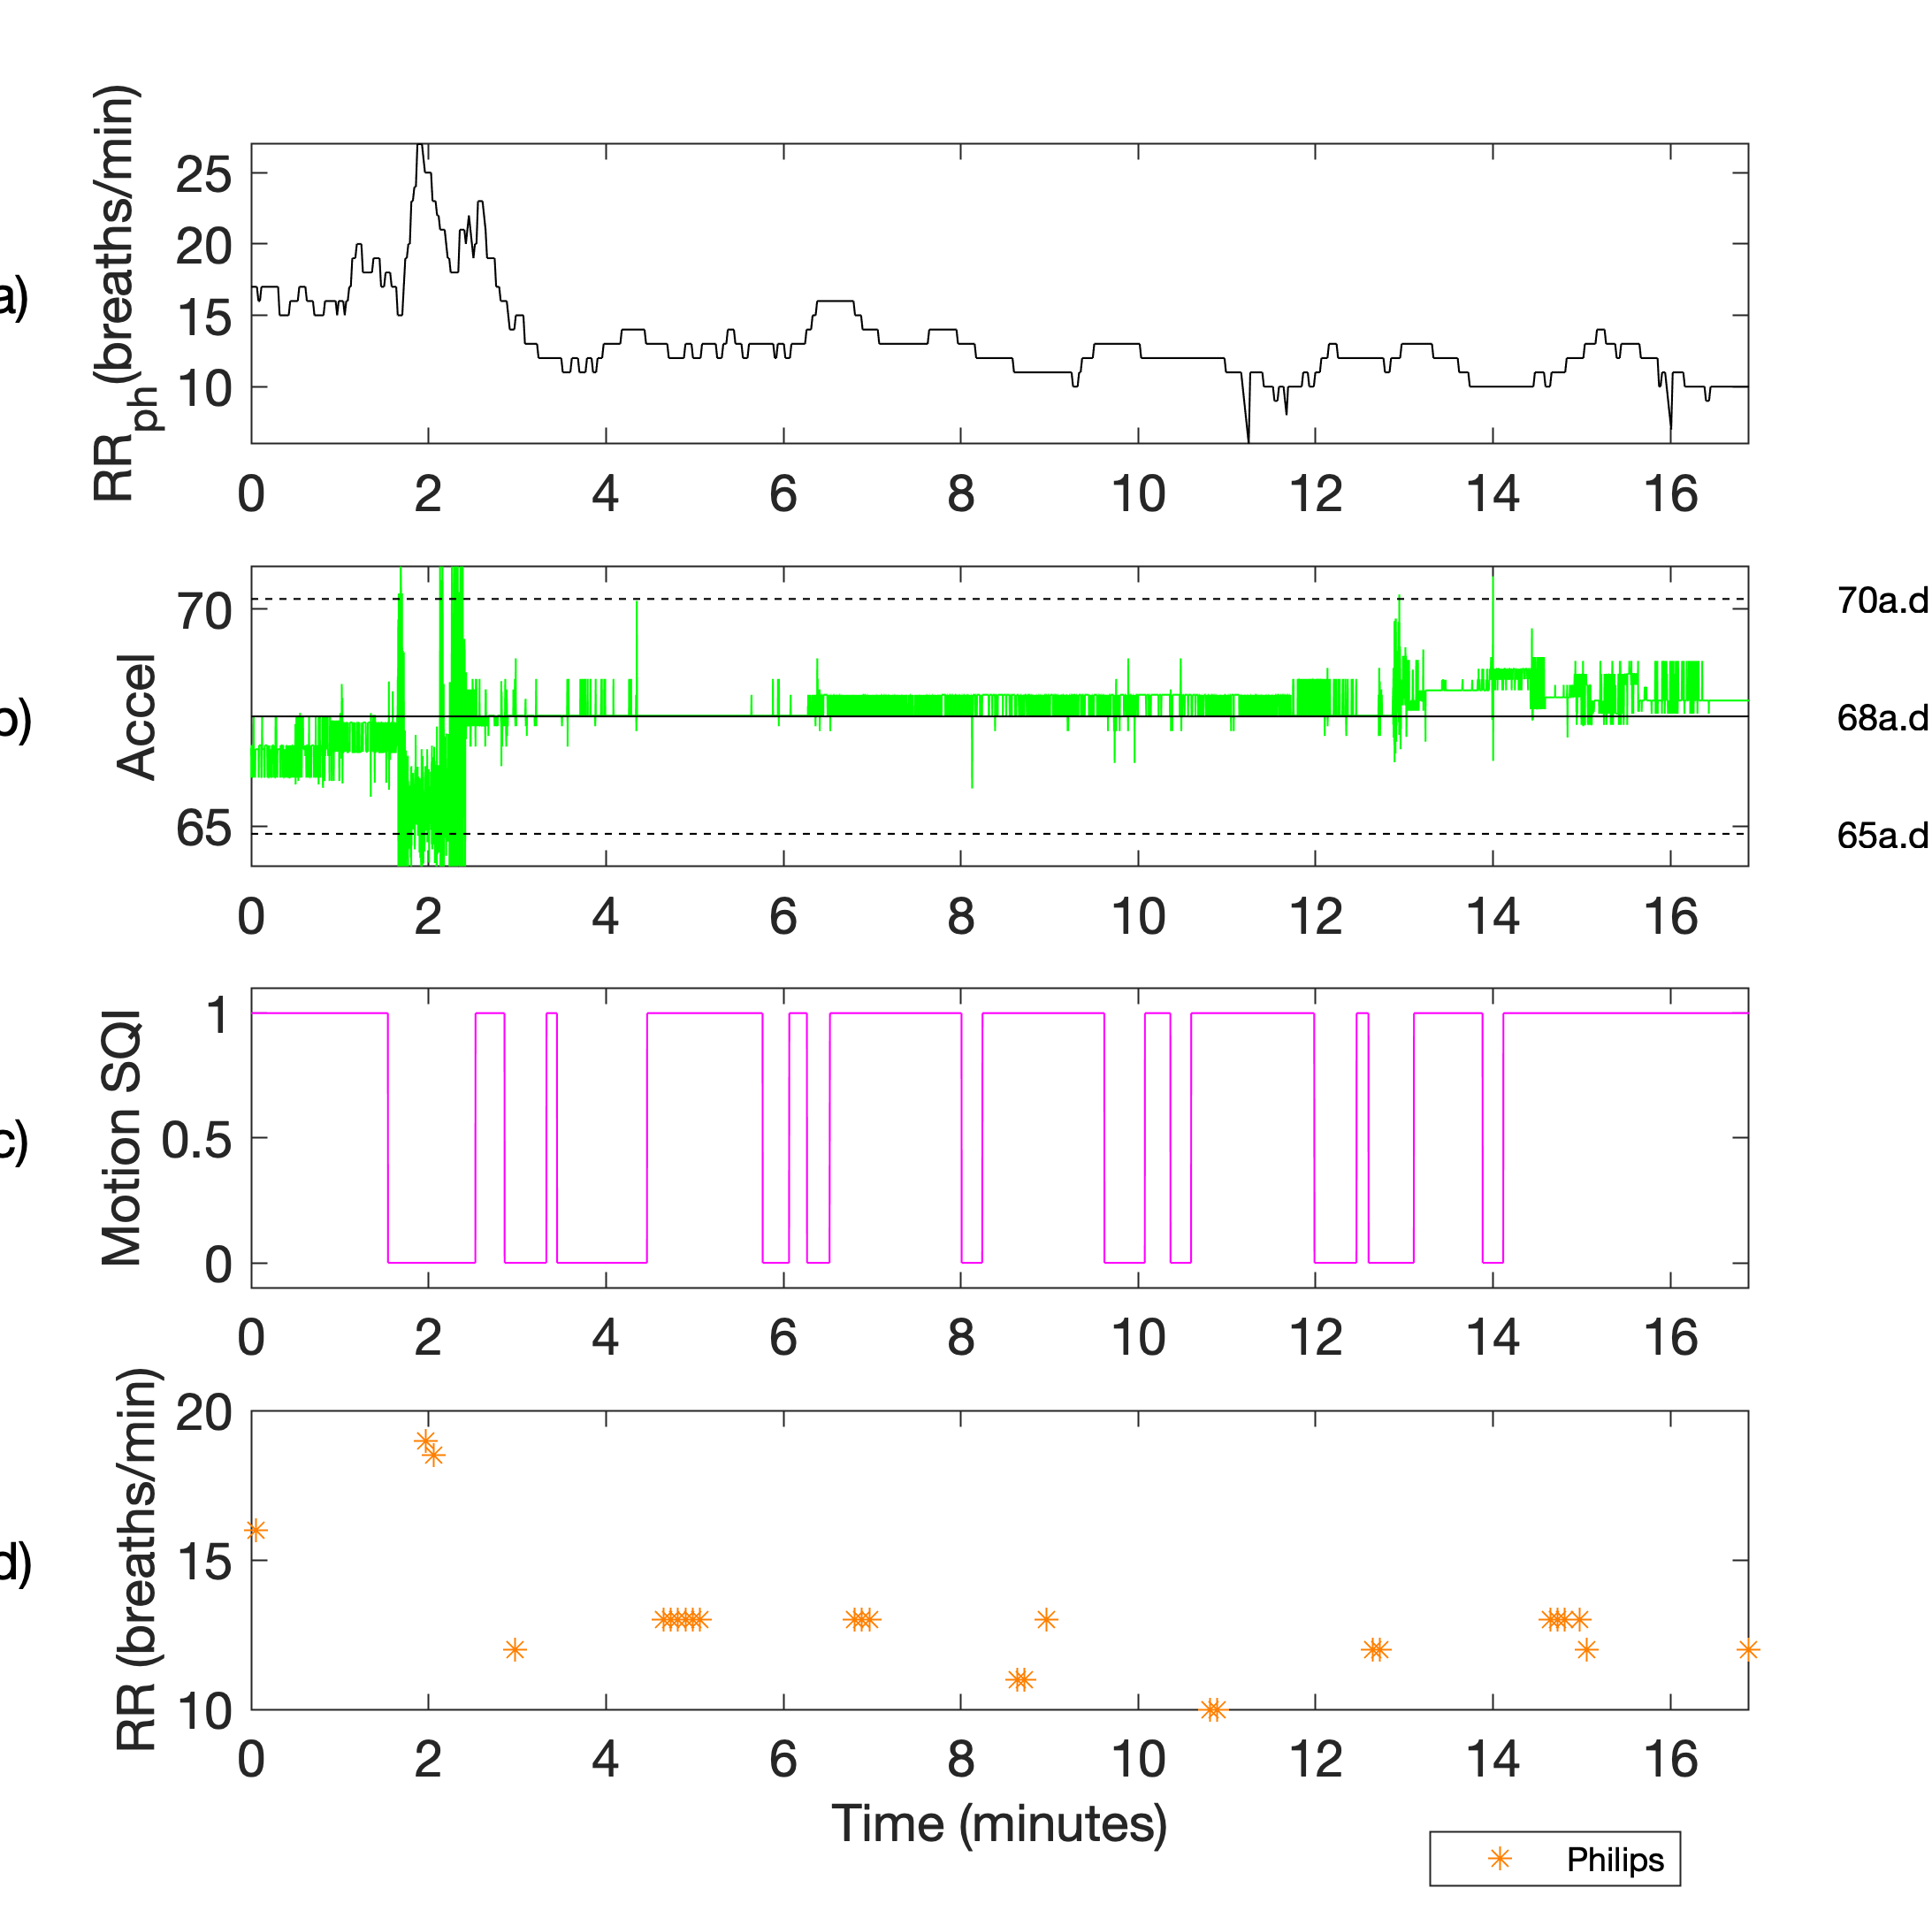 a)
RRph (breaths/min)
25
20
15
10
0 2 4 6 8 10 12 14 16
b)
Accel
70
65
70a.d
68a.d
65a.d
0 2 4 6 8 10 12 14 16
c)
Motion SQI
1
0.5
0
0 2 4 6 8 10 12 14 16
d)
RR (breaths/min)
20
15
10
0 2 4 6 8 10 12 14 16
Time (minutes)
Philips